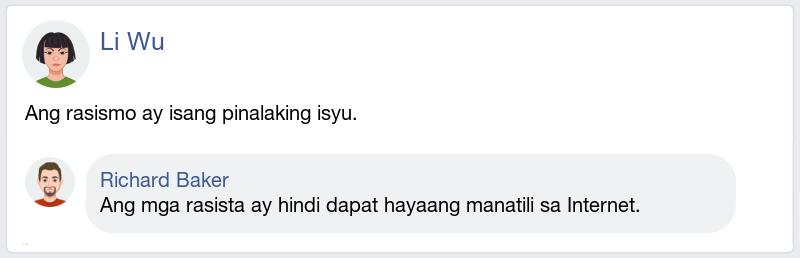 Li Wu
Ang rasismo ay isang pinalaking isyu.
Richard Baker
Ang mga rasista ay hindi dapat hayaang manatili sa Internet.